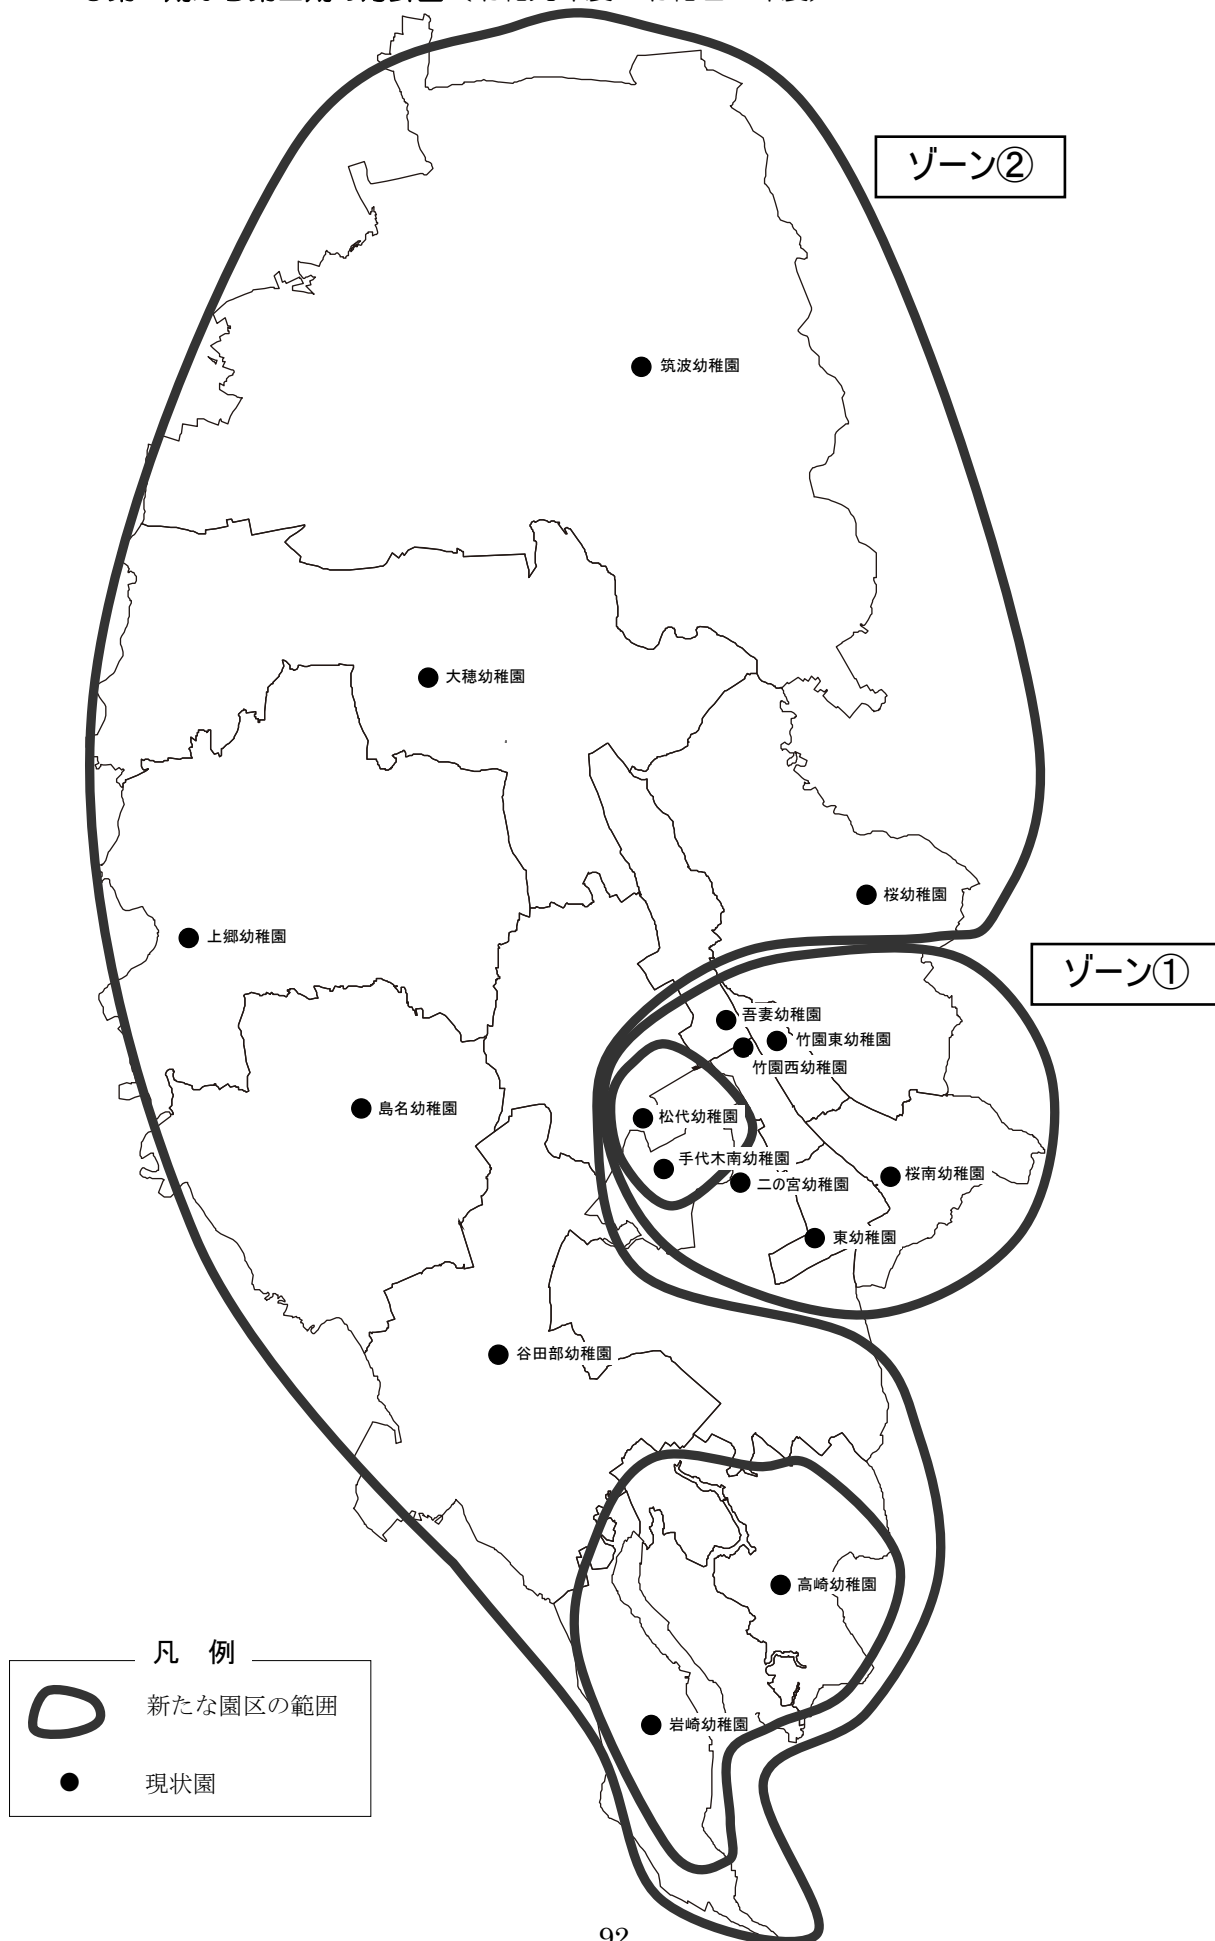 ゾーン②
筑波幼稚園
大穂幼稚園
桜幼稚園
上郷幼稚園
ゾーン①
吾妻幼稚園
竹園東幼稚園
竹園西幼稚園
島名幼稚園
松代幼稚園
手代木南幼稚園
桜南幼稚園
二の宮幼稚園
東幼稚園
谷田部幼稚園
高崎幼稚園
岩崎幼稚園
凡 例
新たな園区の範囲
現状園
92